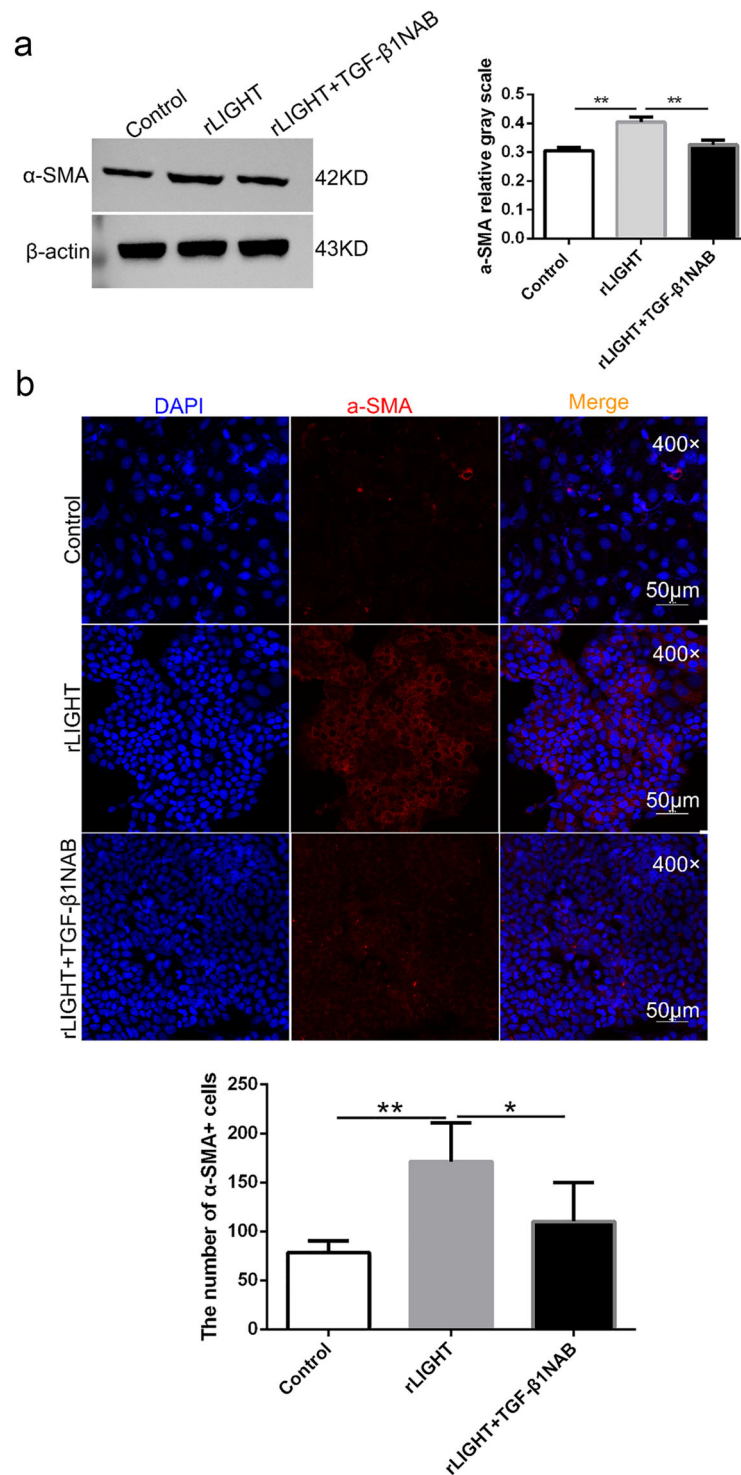 a
Control
rLIGHT
rLIGHT+TGF-β1NAB
α-SMA
42KD
β-actin
43KD
a-SMA relative gray scale
0.5
0.4
0.3
0.2
0.1
0.0
**
**
Control
rLIGHT
rLIGHT+TGF-β1NAB
b
DAPI
a-SMA
Merge
Control
400×
50μm
rLIGHT
400×
50μm
rLIGHT+TGF-β1NAB
400×
50μm
The number of α-SMA+ cells
250
200
150
100
50
0
**
*
Control
rLIGHT
rLIGHT+TGF-β1NAB